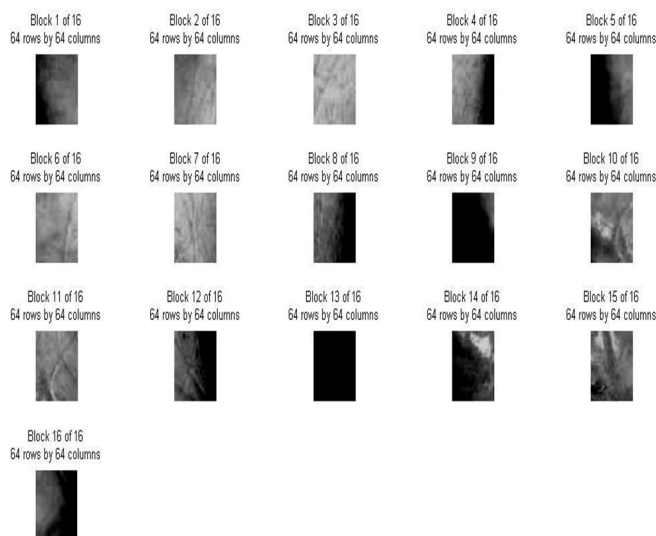 Block 1 of 16
64 rows by 64 columns
Block 2 of 16
64 rows by 64 columns
Block 3 of 16
64 rows by 64 columns
Block 4 of 16
64 rows by 64 columns
Block 5 of 16
64 rows by 64 columns
Block 6 of 16
64 rows by 64 columns
Block 7 of 16
64 rows by 64 columns
Block 8 of 16
64 rows by 64 columns
Block 9 of 16
64 rows by 64 columns
Block 10 of 16
64 rows by 64 columns
Block 11 of 16
64 rows by 64 columns
Block 12 of 16
64 rows by 64 columns
Block 13 of 16
64 rows by 64 columns
Block 14 of 16
64 rows by 64 columns
Block 15 of 16
64 rows by 64 columns
Block 16 of 16
64 rows by 64 columns